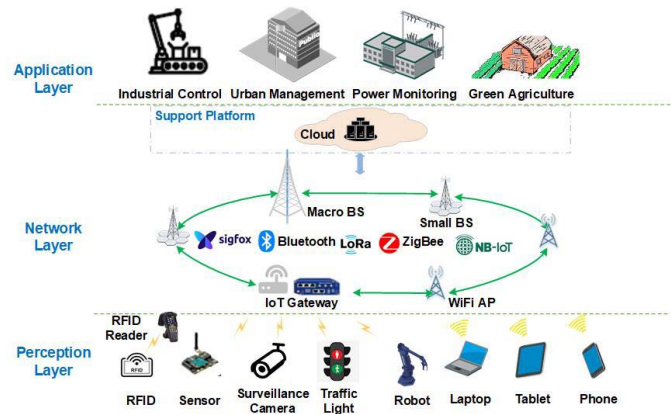 Application
Layer
Industrial Control
Urban Management
Power Monitoring
Green Agriculture
Public
Support Platform
Cloud
Network
Layer
Macro BS
Small BS
sigfox
Bluetooth
LoRa
ZigBee
NB-IoT
IoT Gateway
WiFi AP
Perception
Layer
RFID
Reader
RFID
RFID
Sensor
Surveillance
Camera
Traffic
Light
Robot
Laptop
Tablet
Phone